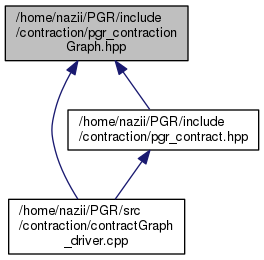 /home/nazii/PGR/include
/contraction/pgr_contraction
Graph.hpp
/home/nazii/PGR/include
/contraction/pgr_contract.hpp
/home/nazii/PGR/src
/contraction/contractGraph
_driver.cpp